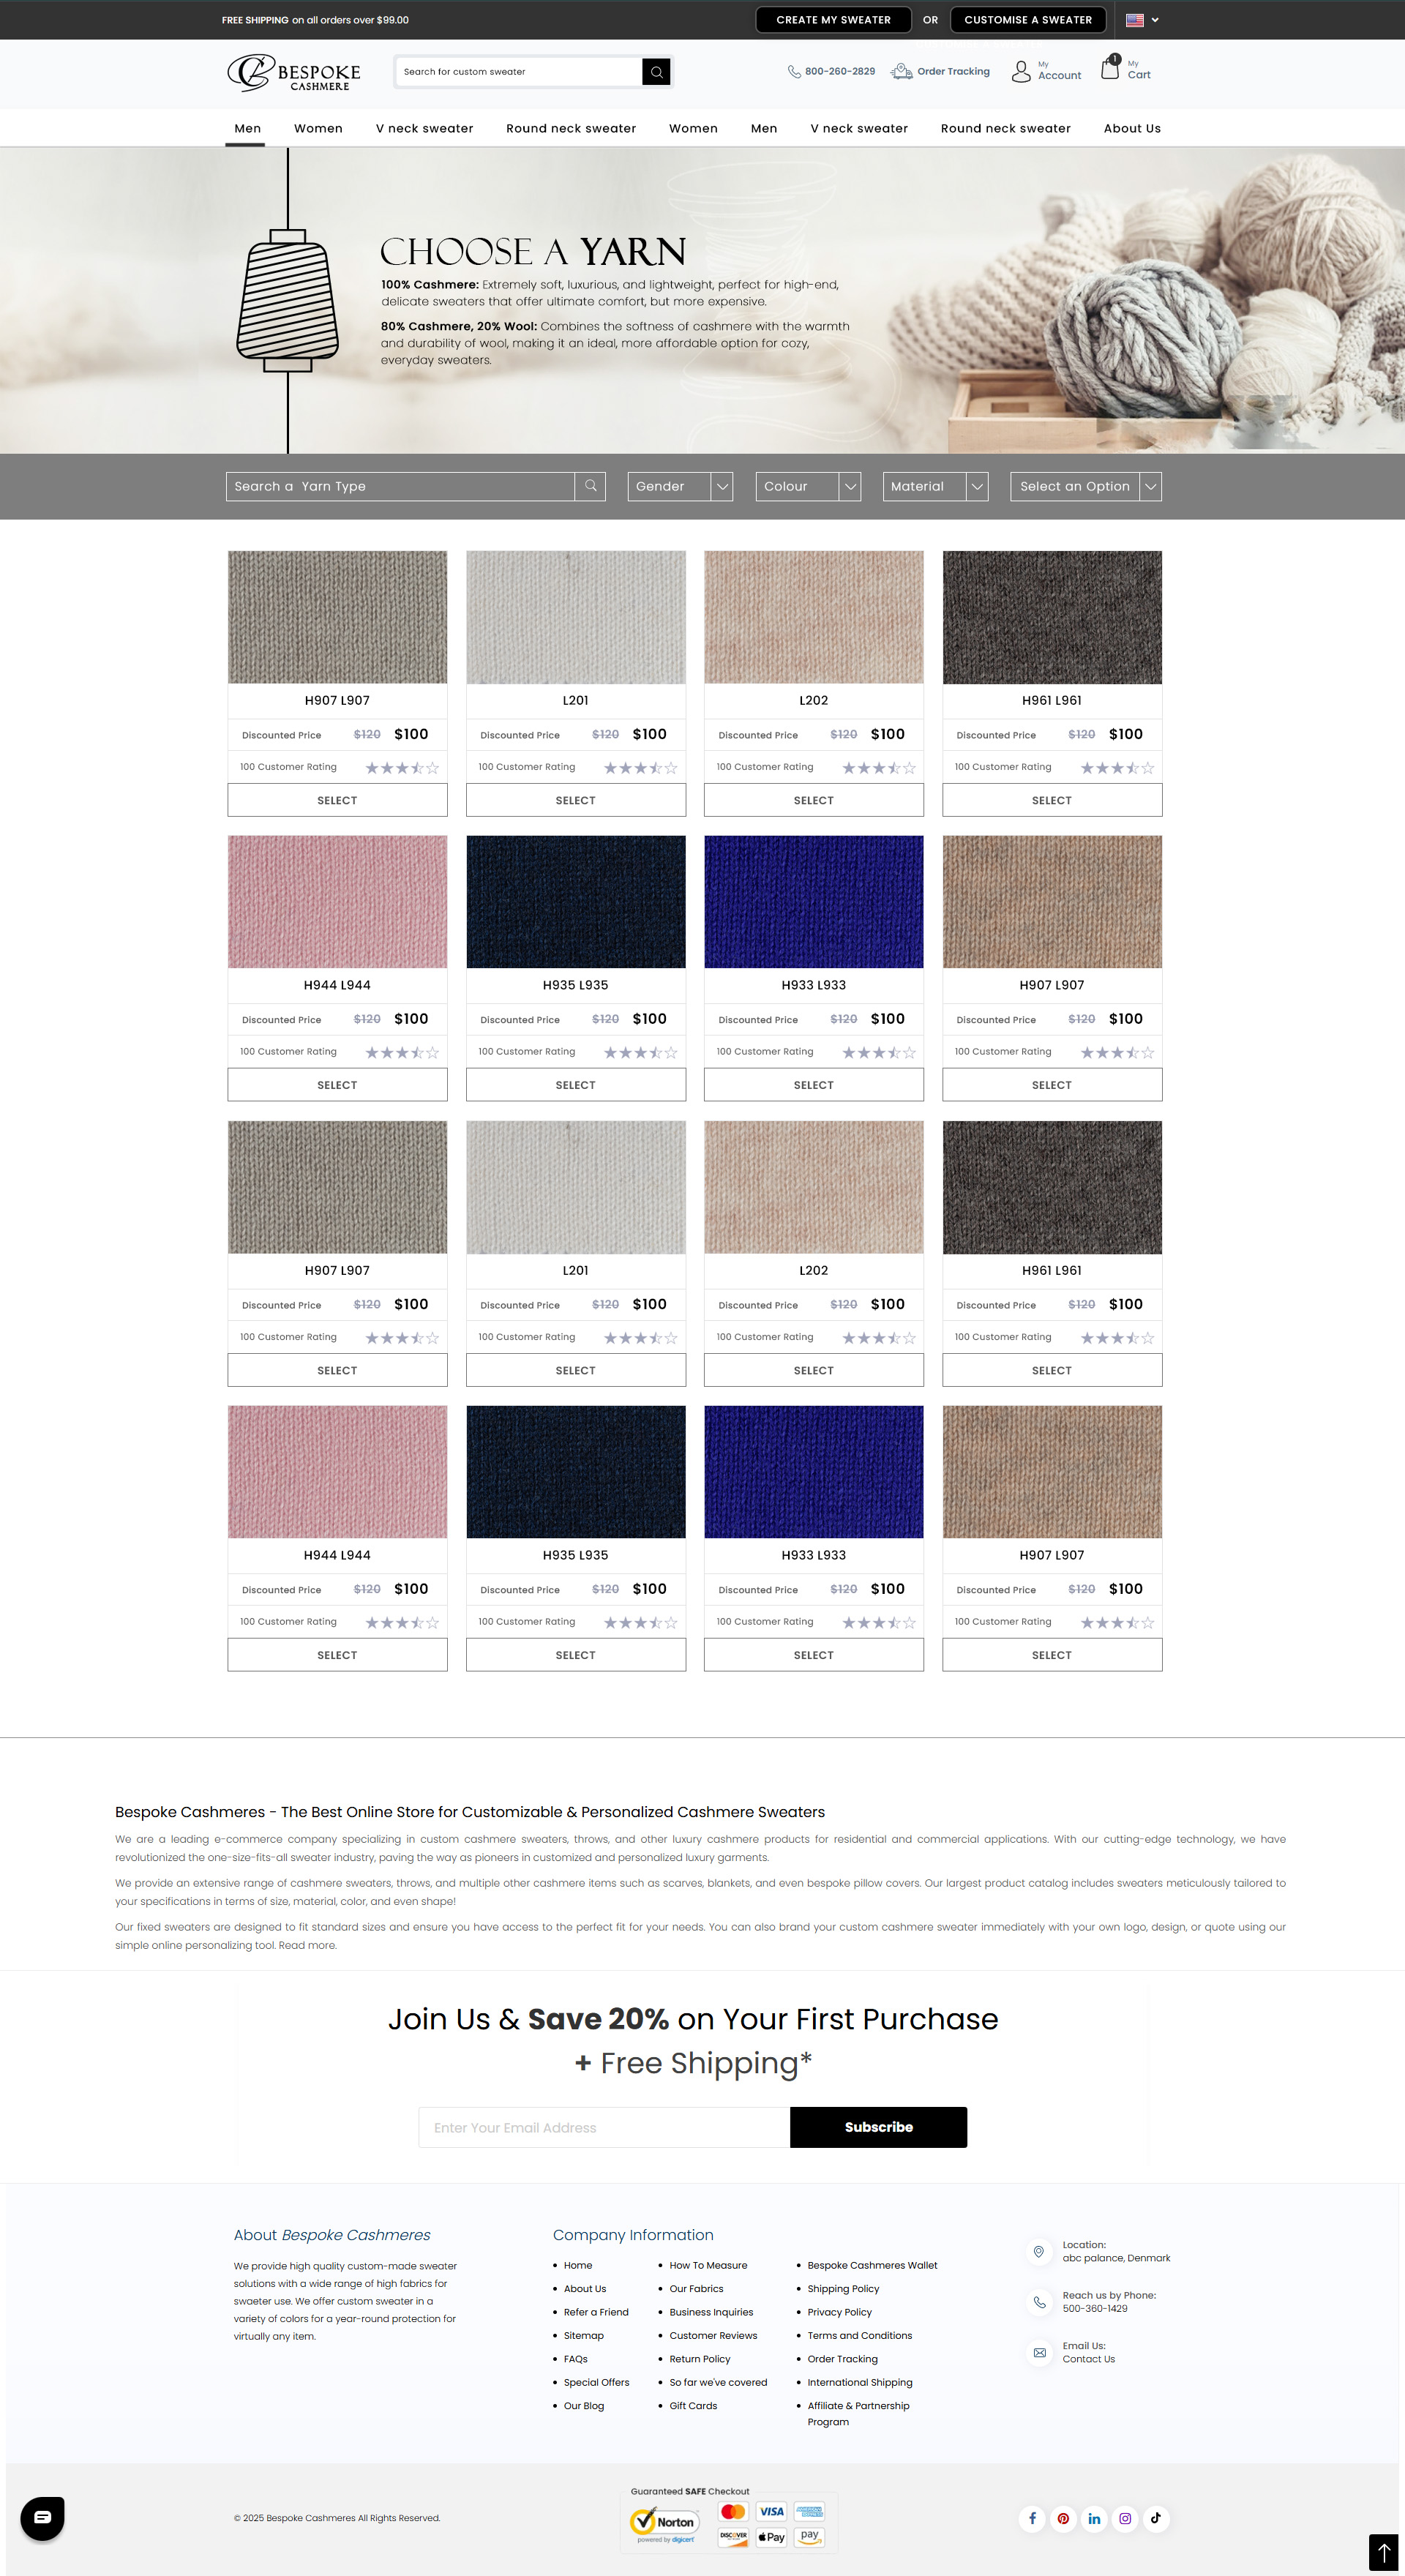 FREE SHIPPING on all orders over $99.00
CREATE MY SWEATER OR CUSTOMISE A SWEATER
BESPOKE
CASHMERE
Search for custom sweater
800-260-2829
Order Tracking
My
Account
1
My
Cart
Men Women V neck sweater Round neck sweater Women Men V neck sweater Round neck sweater About Us
CHOOSE A YARN
100% Cashmere: Extremely soft, luxurious, and lightweight, perfect for high-end,
delicate sweaters that offer ultimate comfort, but more expensive.
80% Cashmere, 20% Wool: Combines the softness of cashmere with the warmth
and durability of wool, making it an ideal, more affordable option for cozy,
everyday sweaters.
Search a Yarn Type Gender Colour Material Select an Option
H907 L907 L201 L202 H961 L961
Discounted Price $120 $100 Discounted Price $120 $100 Discounted Price $120 $100 Discounted Price $120 $100
100 Customer Rating 100 Customer Rating 100 Customer Rating 100 Customer Rating
SELECT SELECT SELECT SELECT
H944 L944 H935 L935 H933 L933 H907 L907
Discounted Price $120 $100 Discounted Price $120 $100 Discounted Price $120 $100 Discounted Price $120 $100
100 Customer Rating 100 Customer Rating 100 Customer Rating 100 Customer Rating
SELECT SELECT SELECT SELECT
H907 L907 L201 L202 H961 L961
Discounted Price $120 $100 Discounted Price $120 $100 Discounted Price $120 $100 Discounted Price $120 $100
100 Customer Rating 100 Customer Rating 100 Customer Rating 100 Customer Rating
SELECT SELECT SELECT SELECT
H944 L944 H935 L935 H933 L933 H907 L907
Discounted Price $120 $100 Discounted Price $120 $100 Discounted Price $120 $100 Discounted Price $120 $100
100 Customer Rating 100 Customer Rating 100 Customer Rating 100 Customer Rating
SELECT SELECT SELECT SELECT
Bespoke Cashmeres - The Best Online Store for Customizable & Personalized Cashmere Sweaters
We are a leading e-commerce company specializing in custom cashmere sweaters, throws, and other luxury cashmere products for residential and commercial applications. With our cutting-edge technology, we have
revolutionized the one-size-fits-all sweater industry, paving the way as pioneers in customized and personalized luxury garments.
We provide an extensive range of cashmere sweaters, throws, and multiple other cashmere items such as scarves, blankets, and even bespoke pillow covers. Our largest product catalog includes sweaters meticulously tailored to
your specifications in terms of size, material, color, and even shape!
Our fixed sweaters are designed to fit standard sizes and ensure you have access to the perfect fit for your needs. You can also brand your custom cashmere sweater immediately with your own logo, design, or quote using our
simple online personalizing tool. Read more.
Join Us & Save 20% on Your First Purchase
+ Free Shipping*
Enter Your Email Address
Subscribe
About Bespoke Cashmeres
We provide high quality custom-made sweater
solutions with a wide range of high fabrics for
swaeter use. We offer custom sweater in a
variety of colors for a year-round protection for
virtually any item.
Company Information
Home
About Us
Refer a Friend
Sitemap
FAQs
Special Offers
Our Blog
How To Measure
Our Fabrics
Business Inquiries
Customer Reviews
Return Policy
So far we've covered
Gift Cards
Bespoke Cashmeres Wallet
Shipping Policy
Privacy Policy
Terms and Conditions
Order Tracking
International Shipping
Affiliate & Partnership
Program
Location:
abc palance, Denmark
Reach us by Phone:
500-360-1429
Email Us:
Contact Us
© 2025 Bespoke Cashmeres All Rights Reserved.
Guaranteed SAFE Checkout
Norton
powered by digicert
VISA
AMERICAN EXPRESS
DISCOVER
Pay
pay